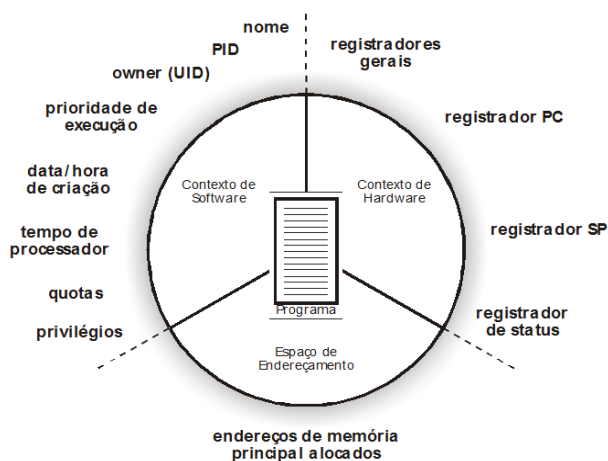 nome
PID
owner (UID)
prioridade de
execução
data/hora
de criação
tempo de
processador
quotas
privilégios
registradores
gerais
registrador PC
registrador SP
registrador
de status
Contexto de
Software
Contexto de
Hardware
Programa
Espaço de
Endereçamento
endereços de memória
principal alocados